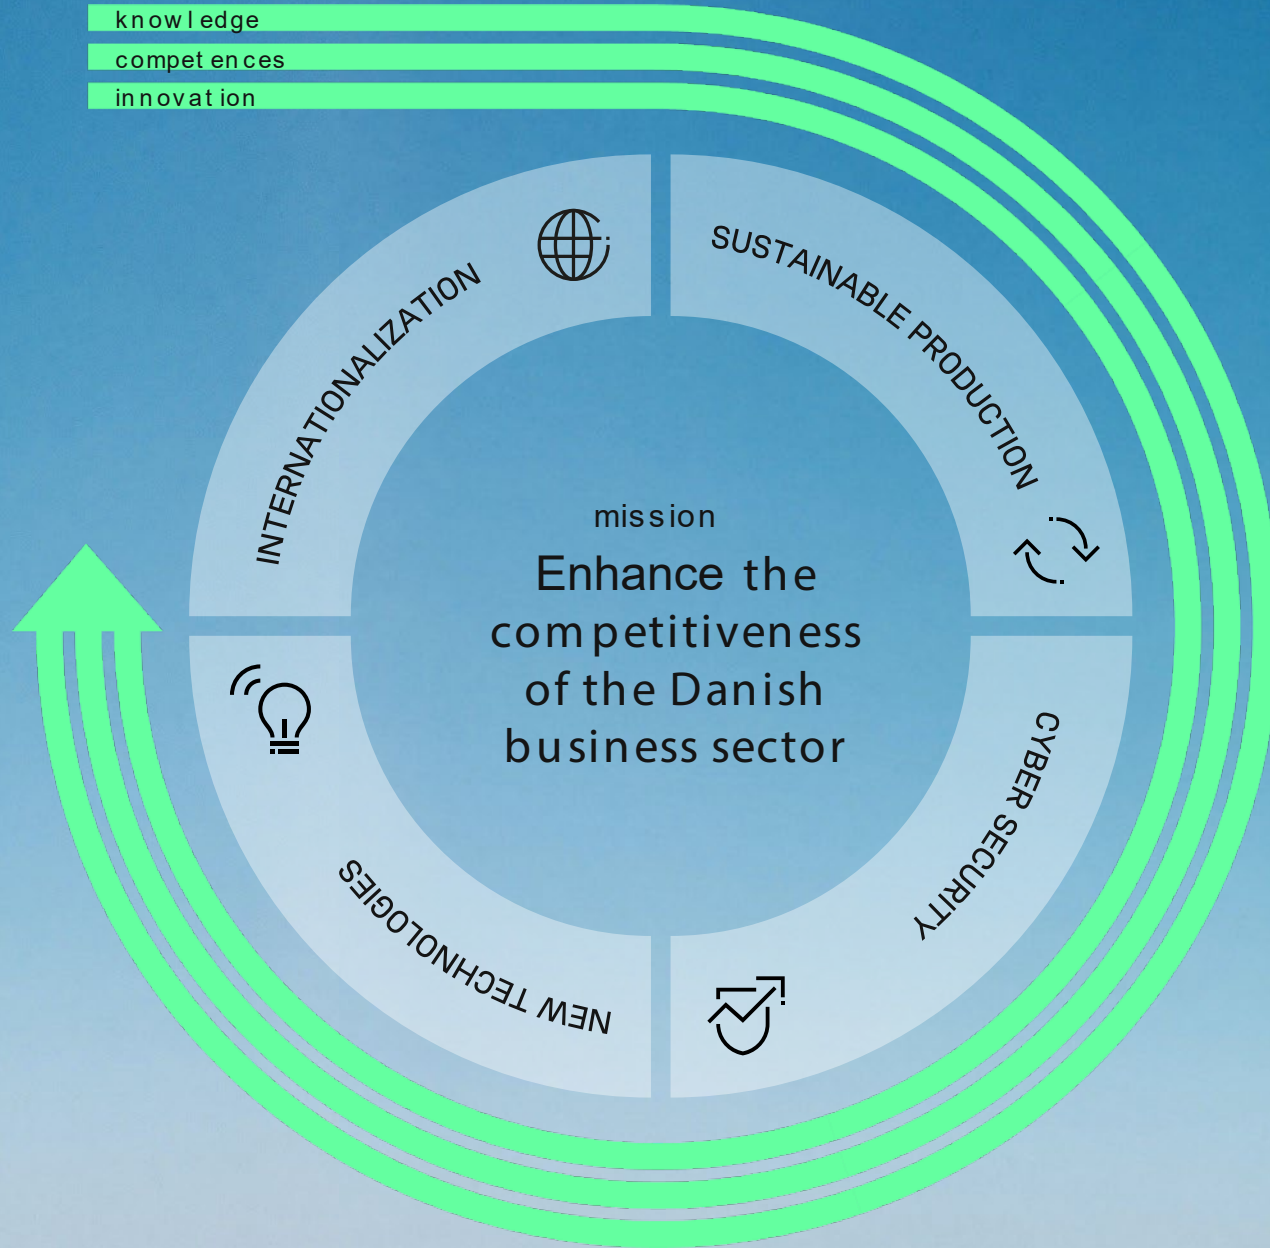 knowledge
competences
innovation
INTERNATIONALIZATION
SUSTAINABLE PRODUCTION
mission
Enhance the
competitiveness
of the Danish
business sector
CYBER SECURITY
NEW TECHNOLOGIES